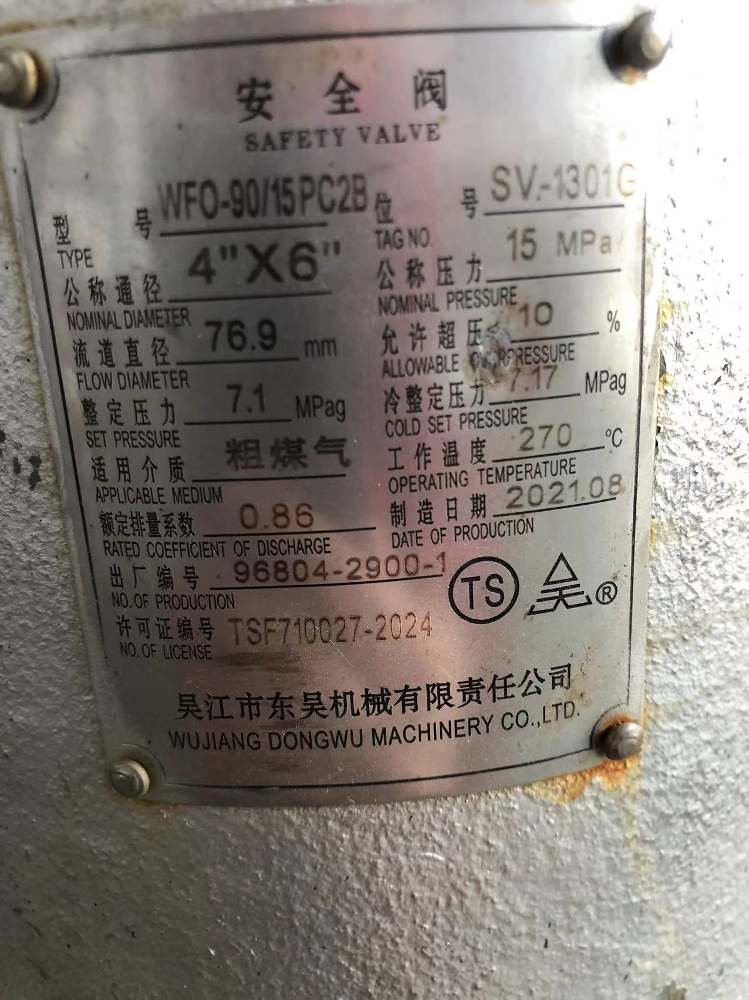 安全阀
SAFETY VALVE
型号 WFO-90/15PC2B 位号 SV-1301G
TYPE TAG NO.
公称通径 4"X6" 公称压力 15 MPa
NOMINAL DIAMETER NOMINAL PRESSURE
流道直径 76.9 mm 允许超压 10 %
FLOW DIAMETER ALLOWABLE OVERPRESSURE
整定压力 7.1 MPag 冷整定压力 7.17 MPag
SET PRESSURE COLD SET PRESSURE
适用介质 粗煤气 工作温度 270 ℃
APPLICABLE MEDIUM OPERATING TEMPERATURE
额定排量系数 0.86 制造日期 2021.08
RATED COEFFICIENT OF DISCHARGE DATE OF PRODUCTION
出厂编号 96804-2900-1 TS 吴®
NO. OF PRODUCTION
许可证编号 TSF710027-2024
NO. OF LICENSE
吴江市东吴机械有限责任公司
WUJIANG DONGWU MACHINERY CO.,LTD.